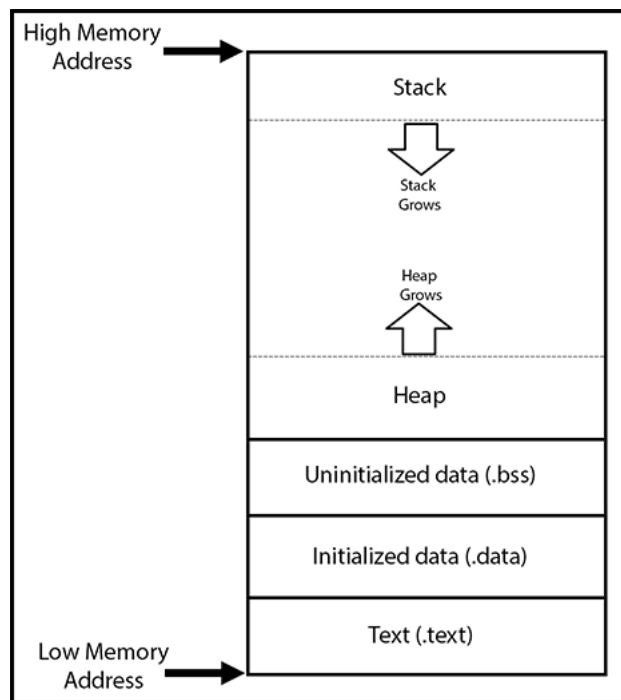 High Memory
Address
Stack
Stack
Grows
Heap
Grows
Heap
Uninitialized data (.bss)
Initialized data (.data)
Text (.text)
Low Memory
Address